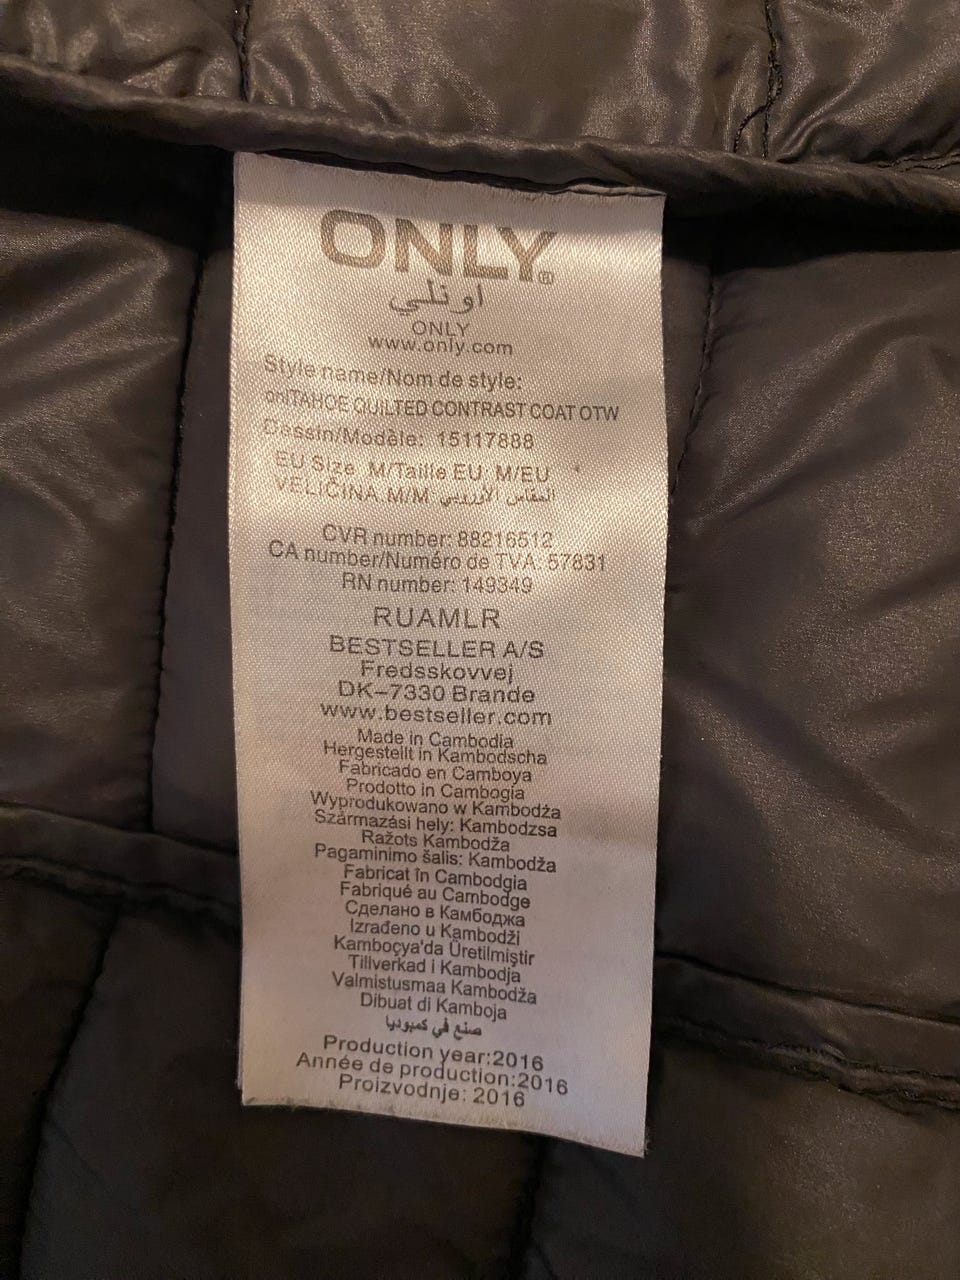 ONLY®
اونلي
ONLY
www.only.com
Style name/Nom de style:
onlTAHOE QUILTED CONTRAST COAT OTW
Dessin/Modèle: 15117888
EU Size M/Taille EU M/EU
VELIČINA M/M المقاس الأوروبي
CVR number: 88216512
CA number/Numéro de TVA: 57831
RN number: 149349
RUAMLR
BESTSELLER A/S
Fredsskovvej
DK-7330 Brande
www.bestseller.com
Made in Cambodia
Hergestellt in Kambodscha
Fabricado en Camboya
Prodotto in Cambogia
Wyprodukowano w Kambodża
Származási hely: Kambodzsa
Ražots Kambodža
Pagaminimo šalis: Kambodža
Fabricat în Cambodgia
Fabriqué au Cambodge
Сделано в Камбоджа
Izrađeno u Kambodži
Kamboçya'da Üretilmiştir
Tillverkad i Kambodja
Valmistusmaa Kambodža
Dibuat di Kamboja
صنع في كمبوديا
Production year:2016
Année de production:2016
Proizvodnje: 2016